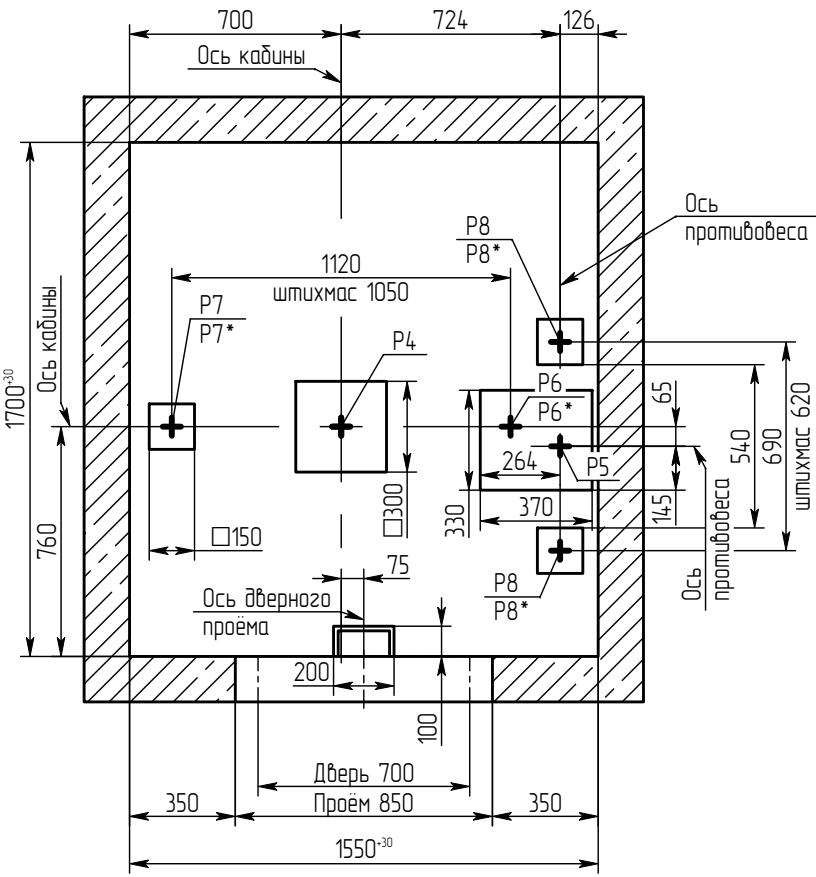 700
724
126
Ось кабины
Ось
противовеса
P8
P8*
1120
штихмас 1050
P7
P7*
P4
Ось кабины
1700⁺³⁰
P6
P6*
65
264
P5
540
690
штихмас 620
□300
330
370
145
760
□150
75
Ось
противовеса
Ось дверного
проёма
P8
P8*
200
100
Дверь 700
350
Проём 850
350
1550⁺³⁰